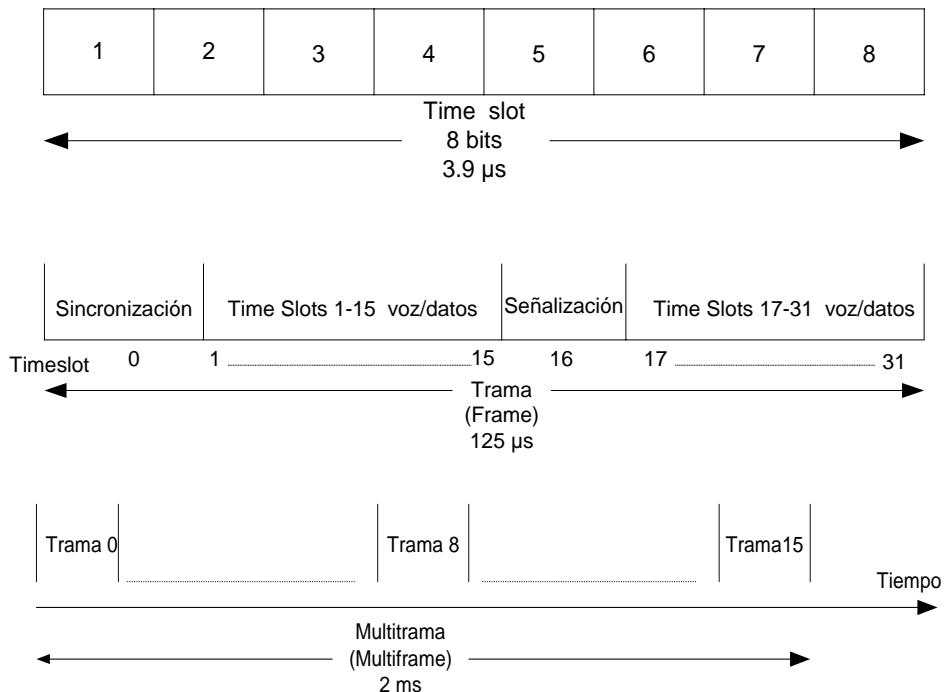 1 2 3 4 5 6 7 8
Time slot
8 bits
3.9 µs
Sincronización Time Slots 1-15 voz/datos Señalización Time Slots 17-31 voz/datos
Timeslot 0 1 15 16 17 31
Trama
(Frame)
125 µs
Trama 0 Trama 8 Trama15
Tiempo
Multitrama
(Multiframe)
2 ms